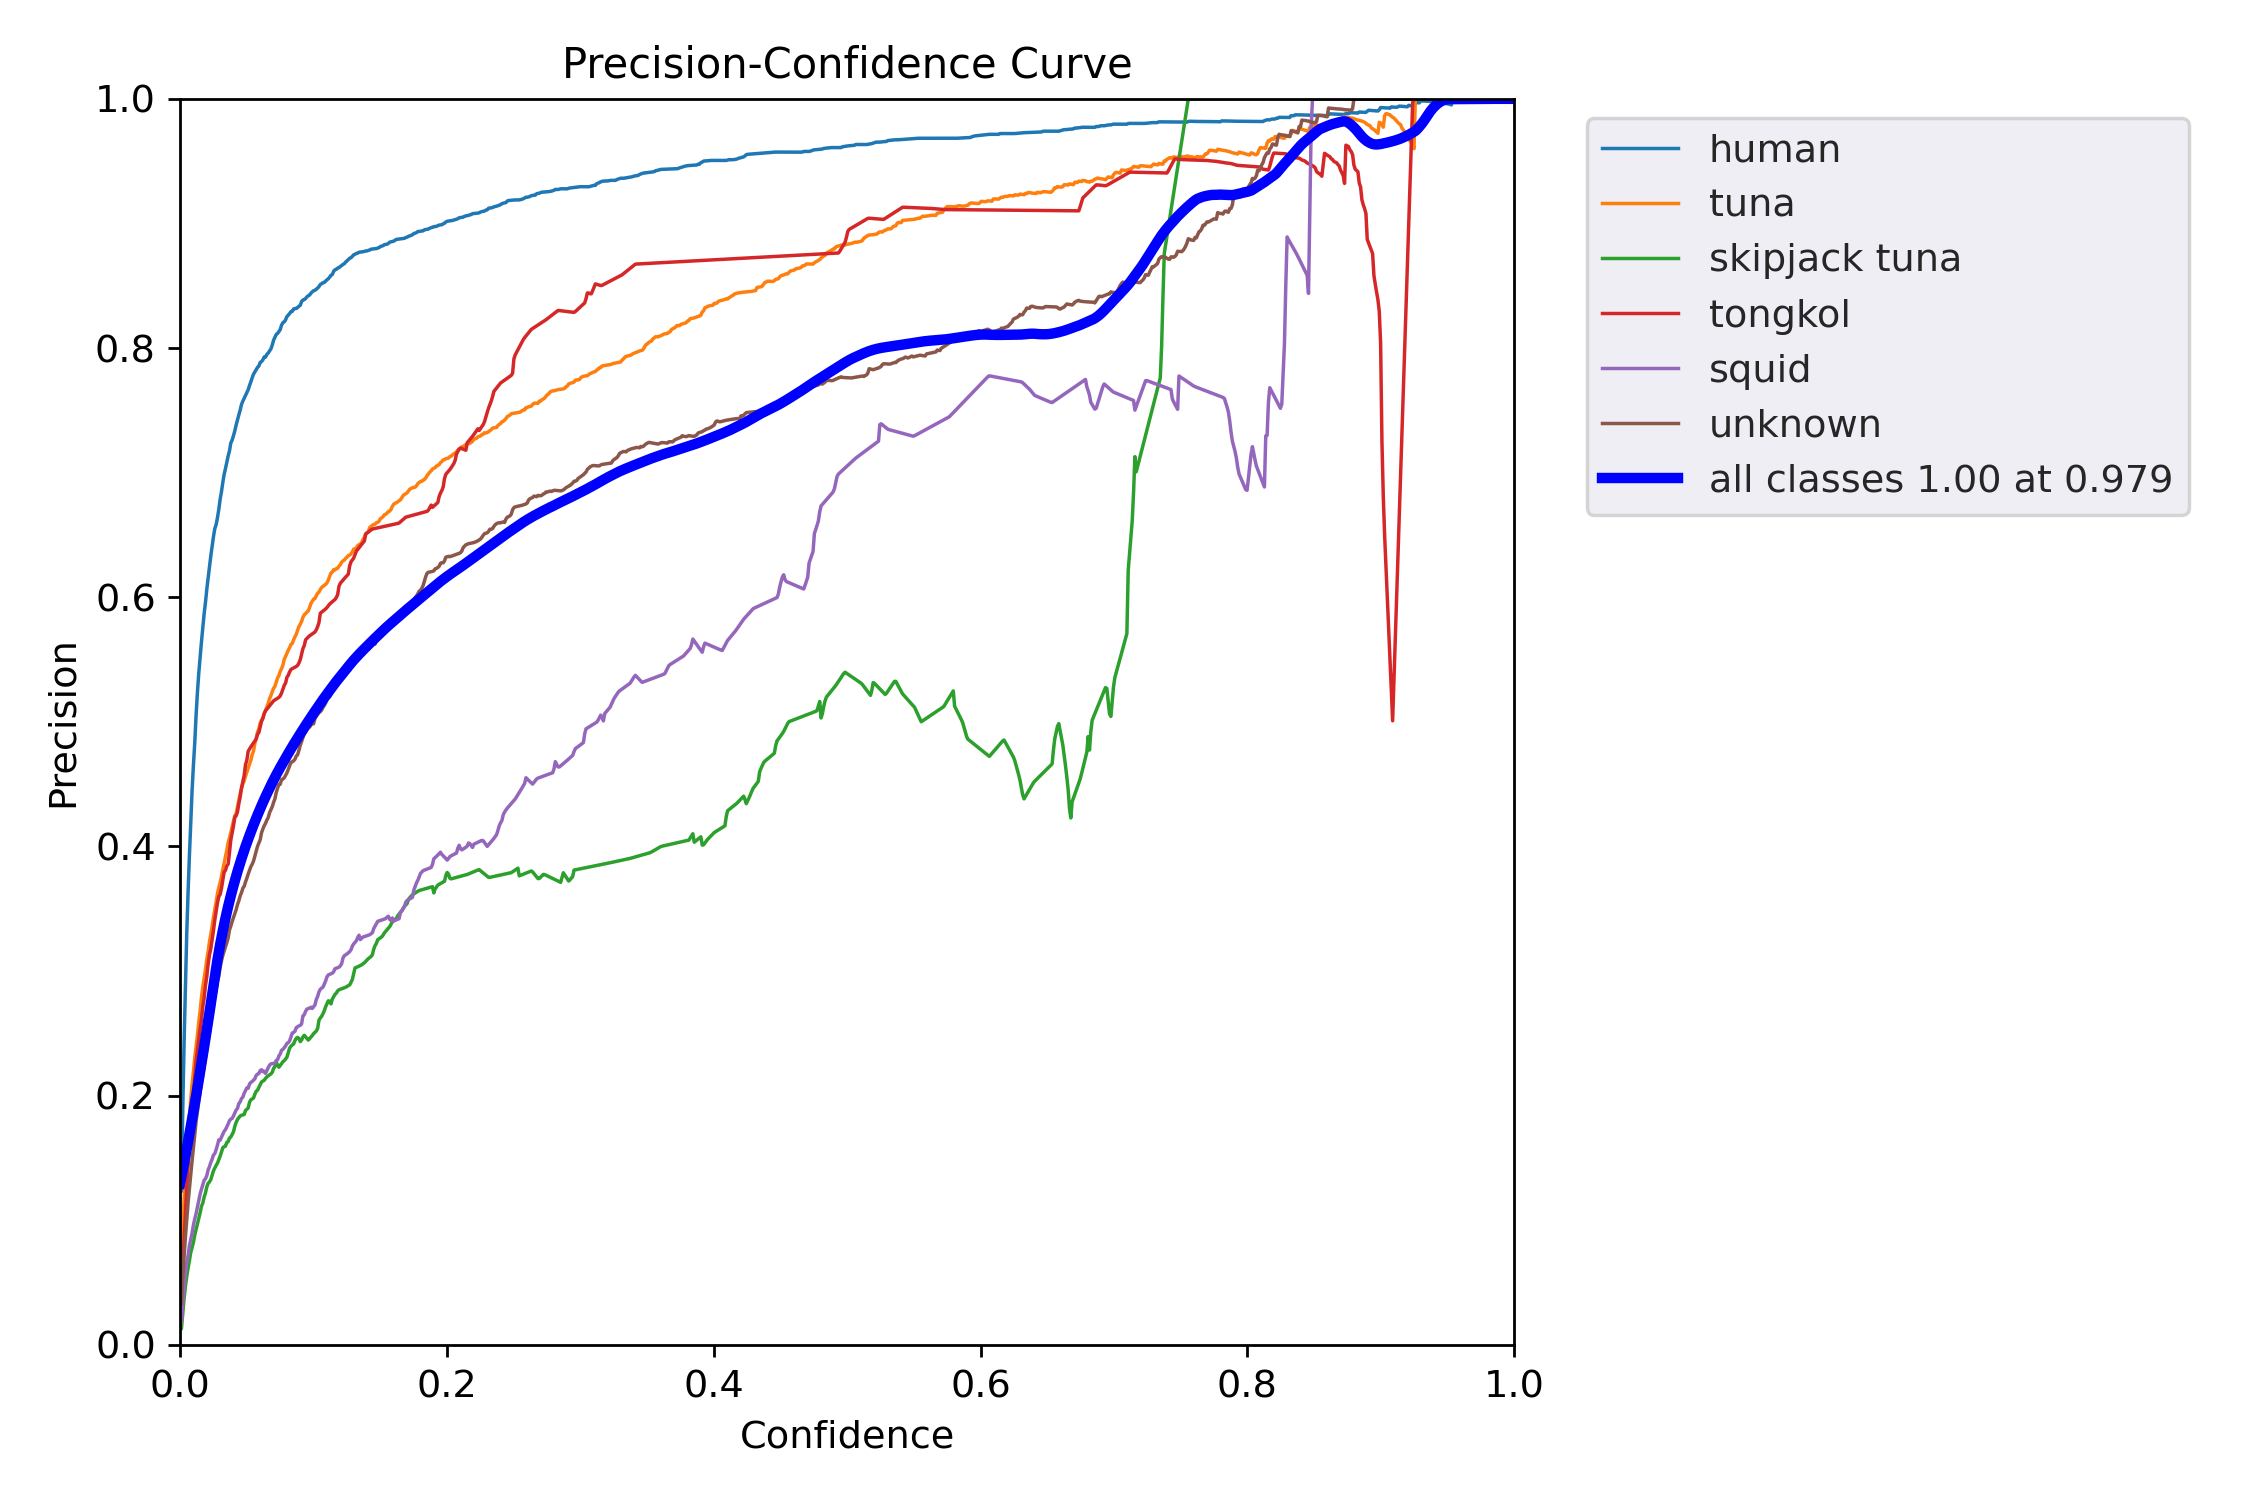 Precision-Confidence Curve
1.0
0.8
0.6
0.4
0.2
0.0
Precision
0.0 0.2 0.4 0.6 0.8 1.0
Confidence
human
tuna
skipjack tuna
tongkol
squid
unknown
all classes 1.00 at 0.979